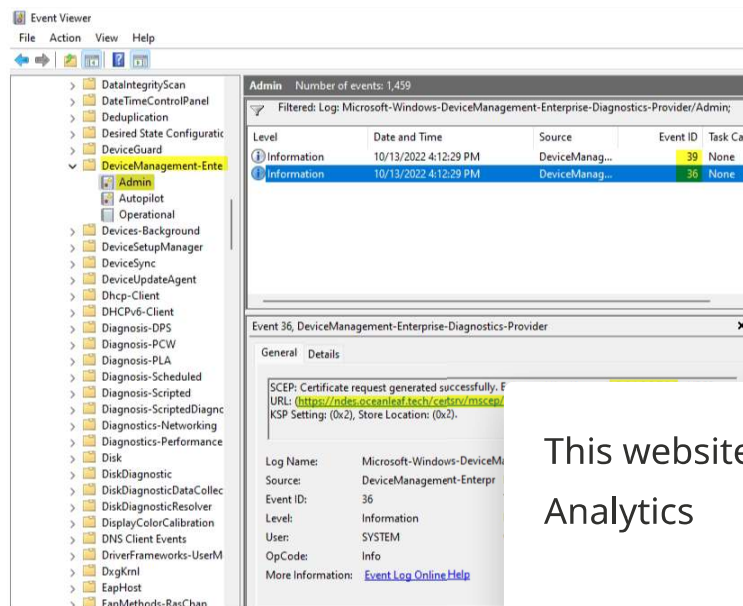 Event Viewer
File Action View Help
DataIntegrityScan
DateTimeControlPanel
Deduplication
Desired State Configuratic
DeviceGuard
DeviceManagement-Ente
Admin
Autopilot
Operational
Devices-Background
DeviceSetupManager
DeviceSync
DeviceUpdateAgent
Dhcp-Client
DHCPv6-Client
Diagnosis-DPS
Diagnosis-PCW
Diagnosis-PLA
Diagnosis-Scheduled
Diagnosis-Scripted
Diagnosis-ScriptedDiagnc
Diagnostics-Networking
Diagnostics-Performance
Disk
DiskDiagnostic
DiskDiagnosticDataCollec
DiskDiagnosticResolver
DisplayColorCalibration
DNS Client Events
DriverFrameworks-UserM
DxgKrnl
EapHost
EapMethods-RasChap
Admin Number of events: 1,459
Filtered: Log: Microsoft-Windows-DeviceManagement-Enterprise-Diagnostics-Provider/Admin;
Level Date and Time Source Event ID Task Ca
Information 10/13/2022 4:12:29 PM DeviceManag... 39 None
Information 10/13/2022 4:12:29 PM DeviceManag... 36 None
Event 36, DeviceManagement-Enterprise-Diagnostics-Provider
General Details
SCEP: Certificate request generated successfully.
URL: (https://ndes.oceanleaf.tech/certsrv/mscep/
KSP Setting: (0x2), Store Location: (0x2).
Log Name: Microsoft-Windows-DeviceM
Source: DeviceManagement-Enterpr
Event ID: 36
Level: Information
User: SYSTEM
OpCode: Info
More Information: Event Log Online Help
This website
Analytics